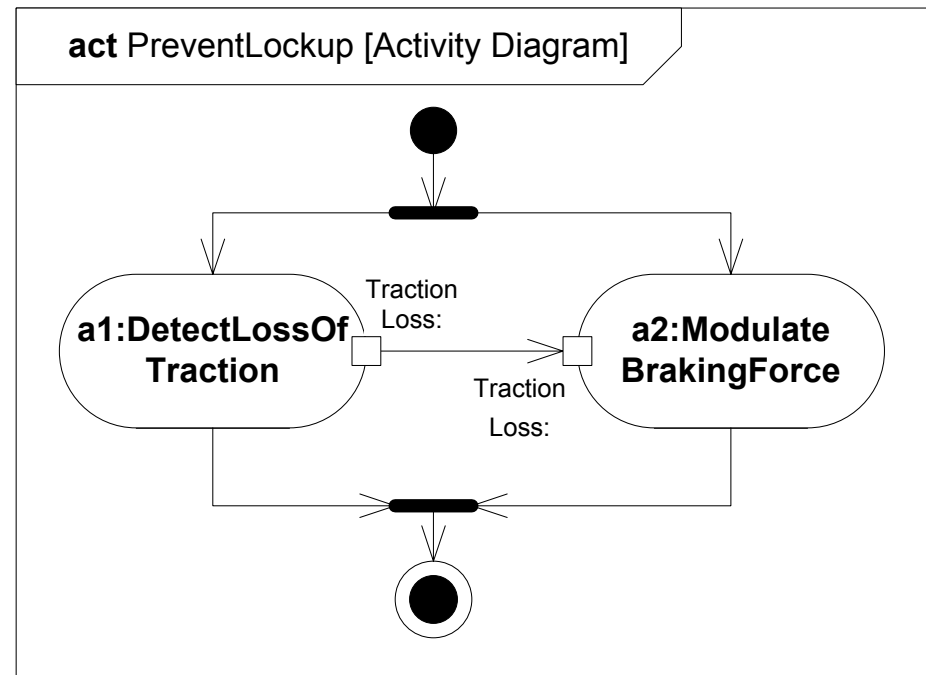 act PreventLockup [Activity Diagram]
Traction
Loss:
a1:DetectLossOf
Traction
a2:Modulate
BrakingForce
Traction
Loss: